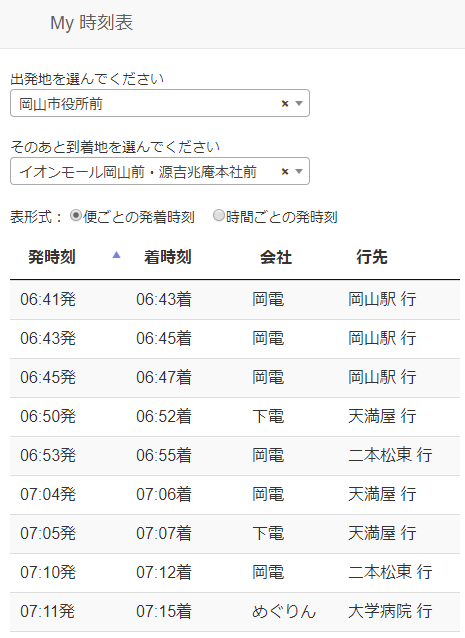 My 時刻表
出発地を選んでください
岡山市役所前 ×
そのあと到着地を選んでください
イオンモール岡山前・源吉兆庵本社前 ×
表形式： 便ごとの発着時刻 時間ごとの発時刻
発時刻 着時刻 会社 行先
06:41発 06:43着 岡電 岡山駅 行
06:43発 06:45着 岡電 岡山駅 行
06:45発 06:47着 岡電 岡山駅 行
06:50発 06:52着 下電 天満屋 行
06:53発 06:55着 岡電 二本松東 行
07:04発 07:06着 岡電 天満屋 行
07:05発 07:07着 下電 天満屋 行
07:10発 07:12着 岡電 二本松東 行
07:11発 07:15着 めぐりん 大学病院 行